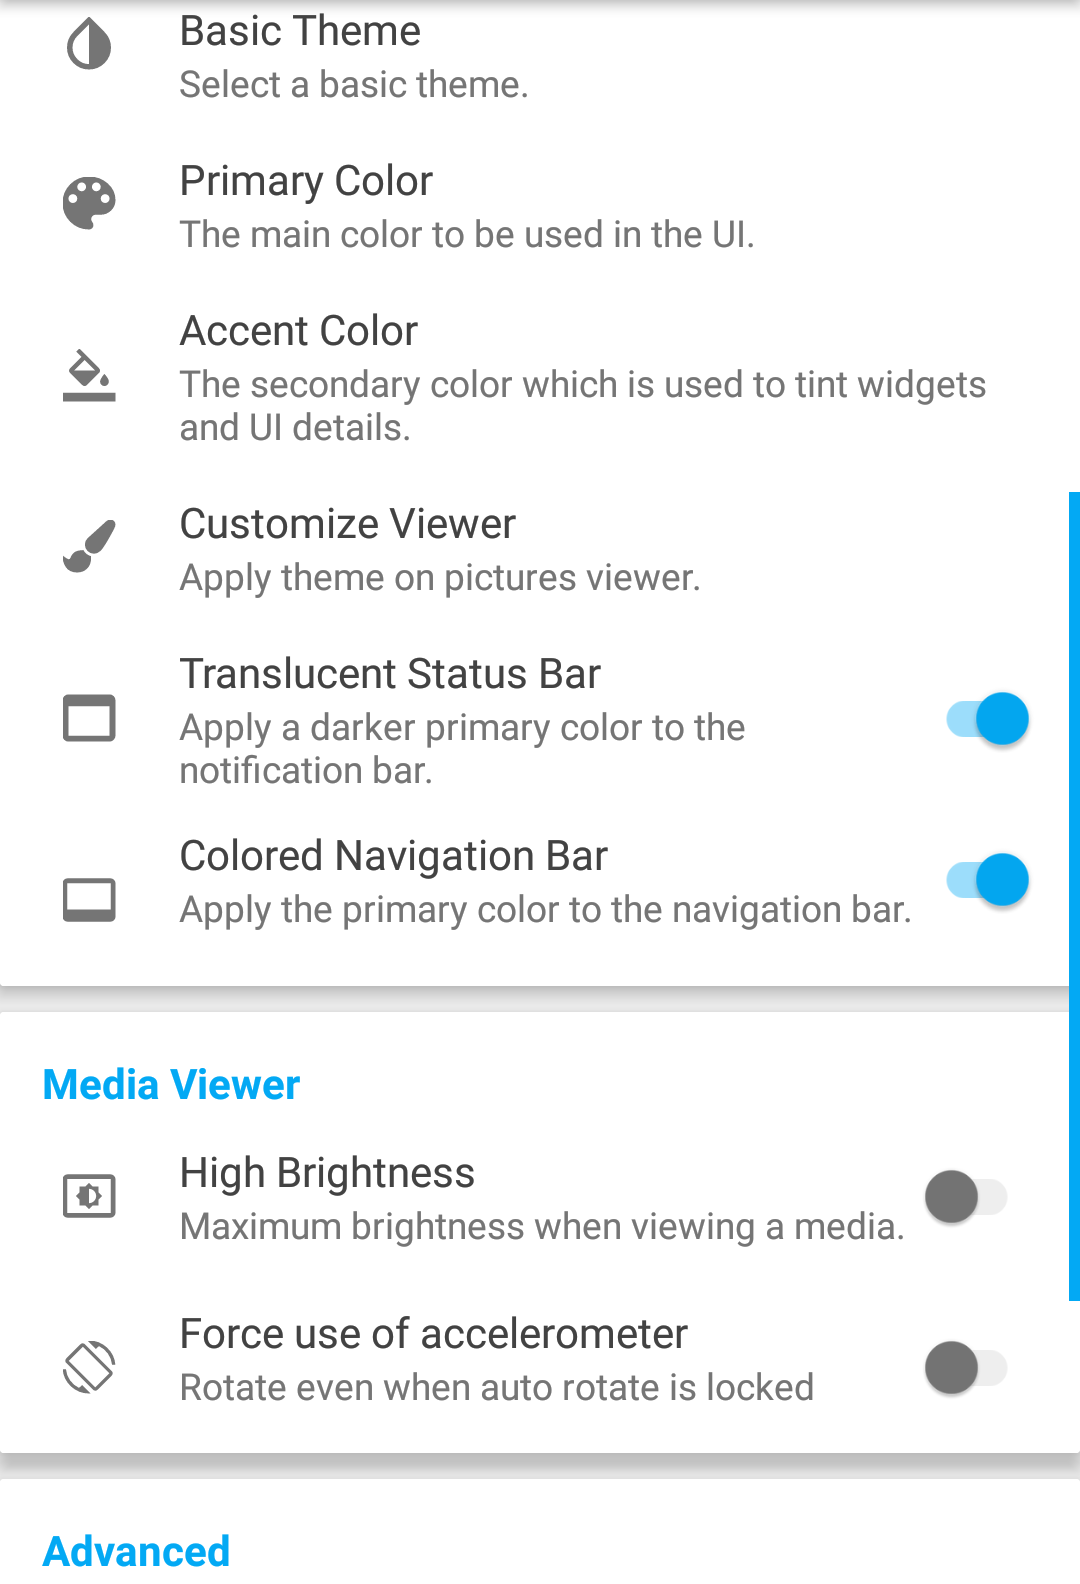 Basic Theme
Select a basic theme.
Primary Color
The main color to be used in the UI.
Accent Color
The secondary color which is used to tint widgets
and UI details.
Customize Viewer
Apply theme on pictures viewer.
Translucent Status Bar
Apply a darker primary color to the
notification bar.
Colored Navigation Bar
Apply the primary color to the navigation bar.
Media Viewer
High Brightness
Maximum brightness when viewing a media.
Force use of accelerometer
Rotate even when auto rotate is locked
Advanced